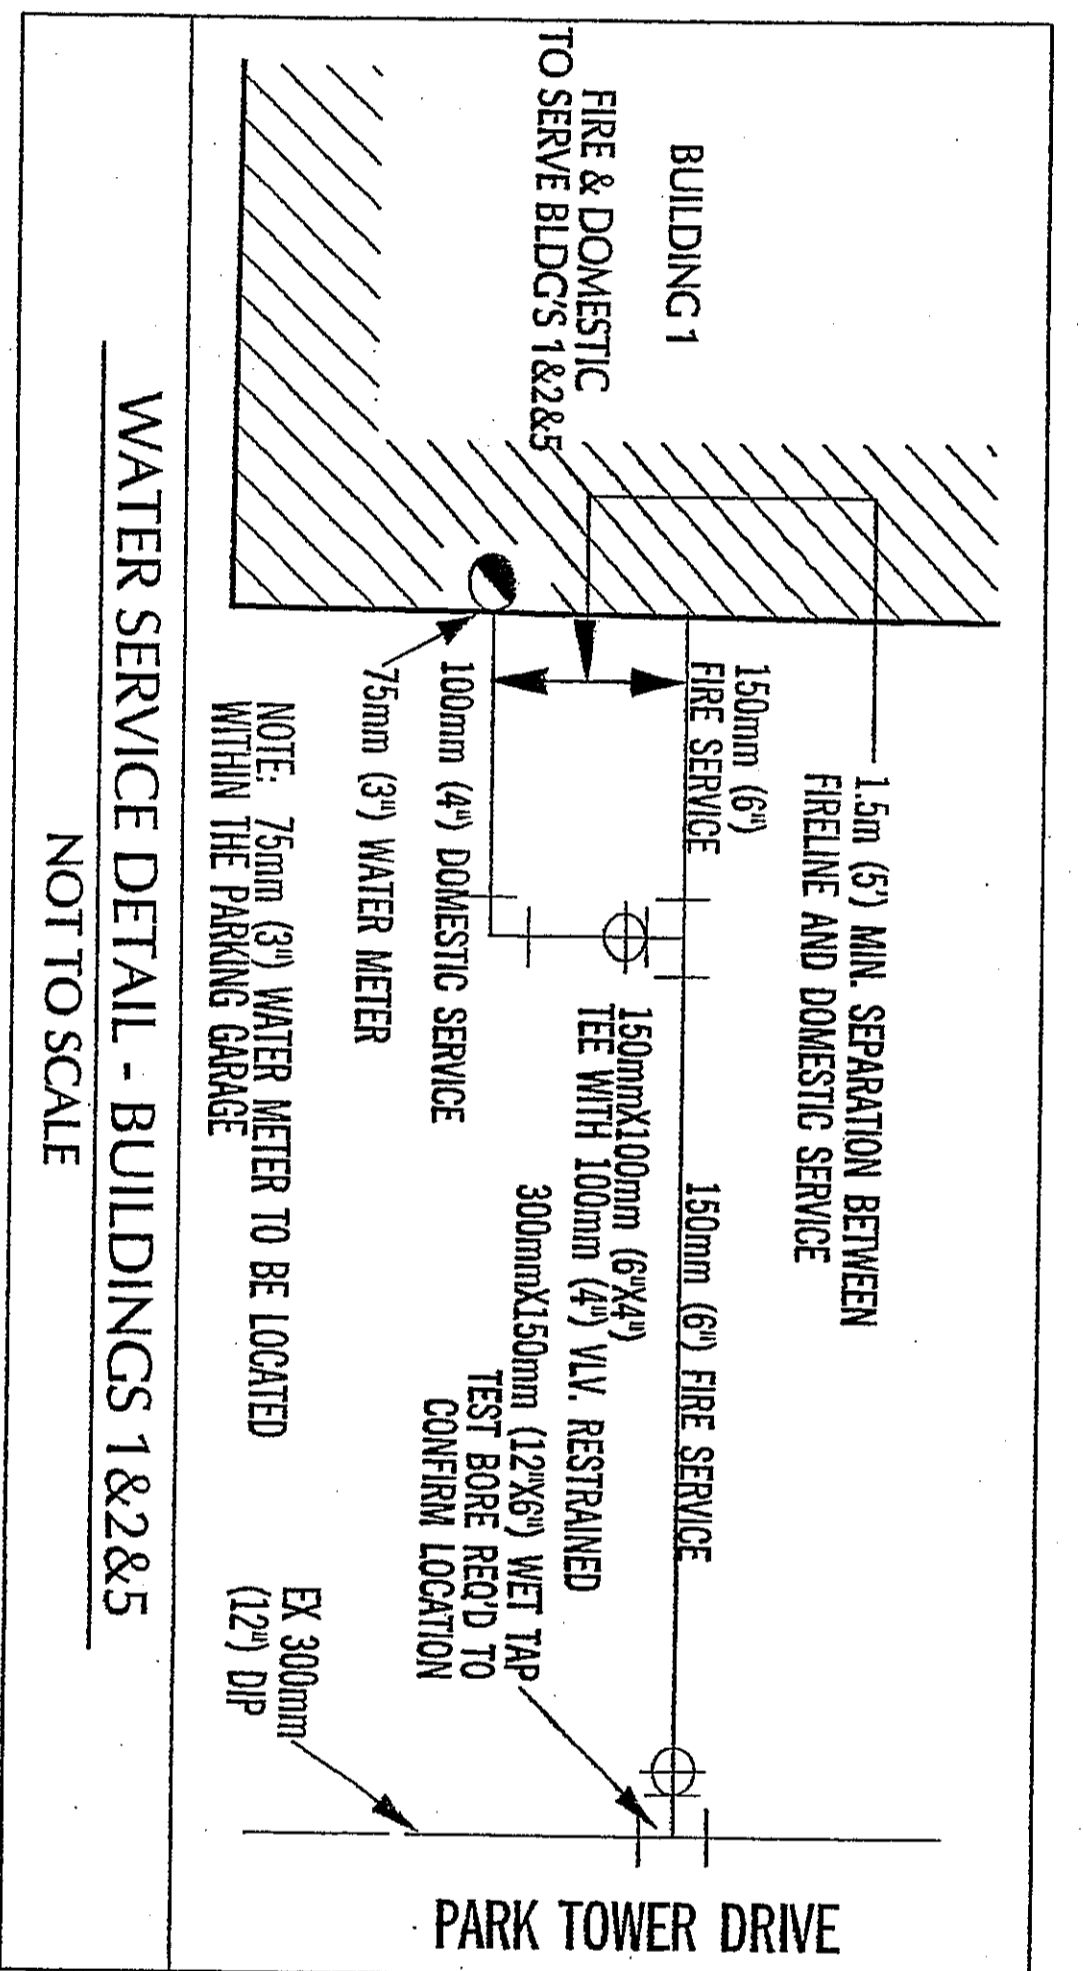 BUILDING 1
FIRE & DOMESTIC
TO SERVE BLDG'S 1&2&5
1.5m (5') MIN. SEPARATION BETWEEN
FIRELINE AND DOMESTIC SERVICE
150mm (6")
FIRE SERVICE
150mm (6") FIRE SERVICE
150mmX100mm (6"X4")
TEE WITH 100mm (4") VLV. RESTRAINED
300mmX150mm (12"X6") WET TAP
TEST BORE REQ'D TO
CONFIRM LOCATION
100mm (4") DOMESTIC SERVICE
75mm (3") WATER METER
NOTE: 75mm (3") WATER METER TO BE LOCATED
WITHIN THE PARKING GARAGE
EX 300mm
(12") DIP
PARK TOWER DRIVE
WATER SERVICE DETAIL - BUILDINGS 1&2&5
NOT TO SCALE